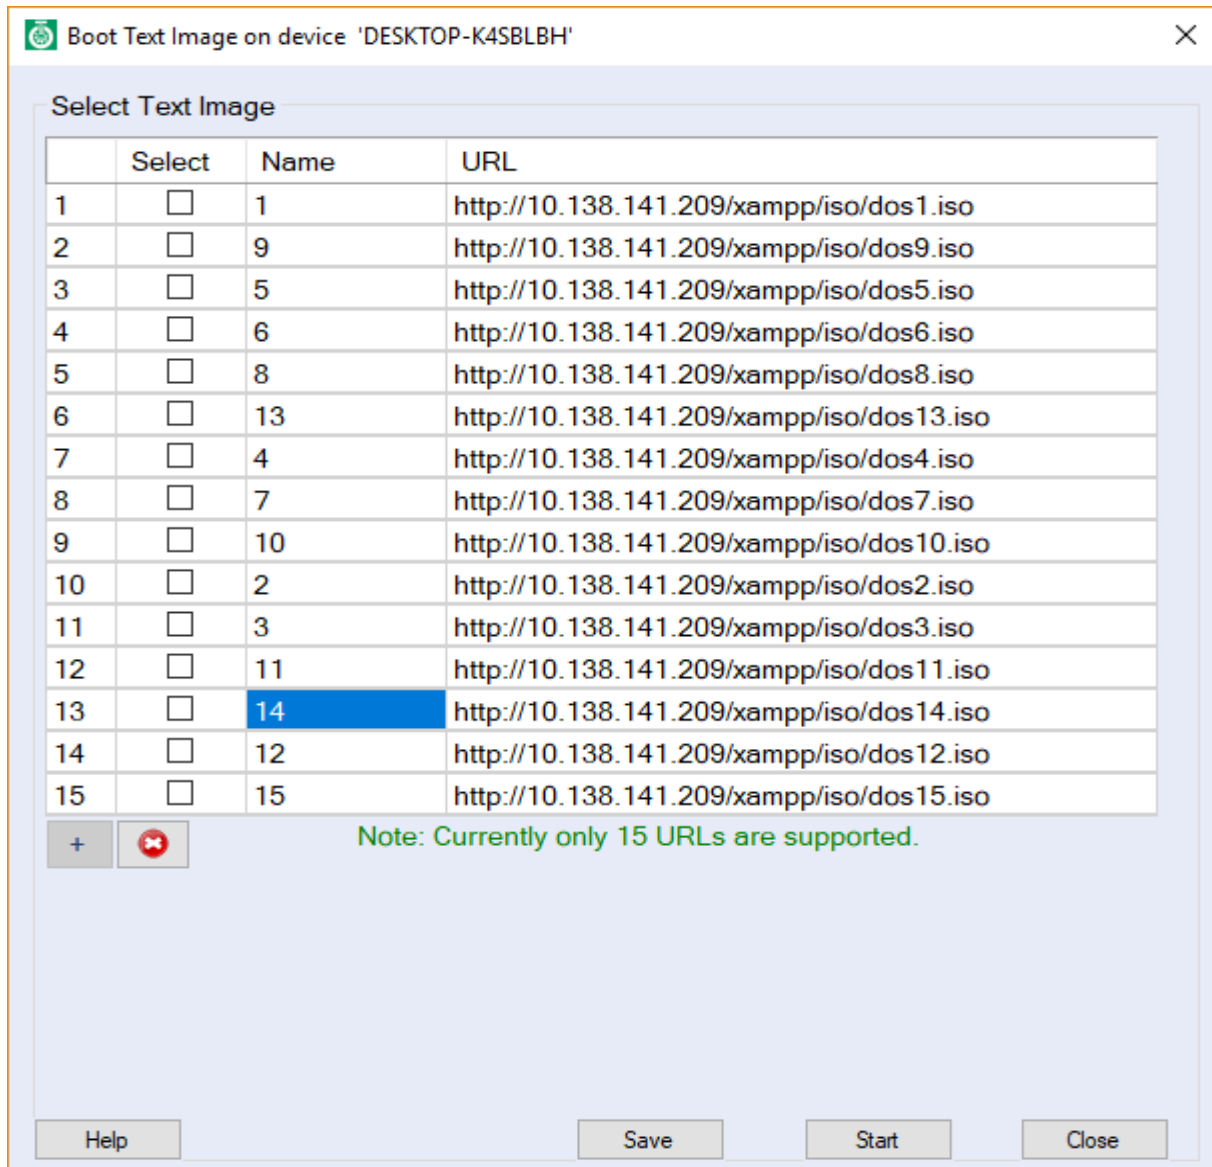 Boot Text Image on device 'DESKTOP-K4SBLBH'
Select Text Image
Select Name URL
1 1 http://10.138.141.209/xampp/iso/dos1.iso
2 9 http://10.138.141.209/xampp/iso/dos9.iso
3 5 http://10.138.141.209/xampp/iso/dos5.iso
4 6 http://10.138.141.209/xampp/iso/dos6.iso
5 8 http://10.138.141.209/xampp/iso/dos8.iso
6 13 http://10.138.141.209/xampp/iso/dos13.iso
7 4 http://10.138.141.209/xampp/iso/dos4.iso
8 7 http://10.138.141.209/xampp/iso/dos7.iso
9 10 http://10.138.141.209/xampp/iso/dos10.iso
10 2 http://10.138.141.209/xampp/iso/dos2.iso
11 3 http://10.138.141.209/xampp/iso/dos3.iso
12 11 http://10.138.141.209/xampp/iso/dos11.iso
13 14 http://10.138.141.209/xampp/iso/dos14.iso
14 12 http://10.138.141.209/xampp/iso/dos12.iso
15 15 http://10.138.141.209/xampp/iso/dos15.iso
+ Note: Currently only 15 URLs are supported.
Help Save Start Close